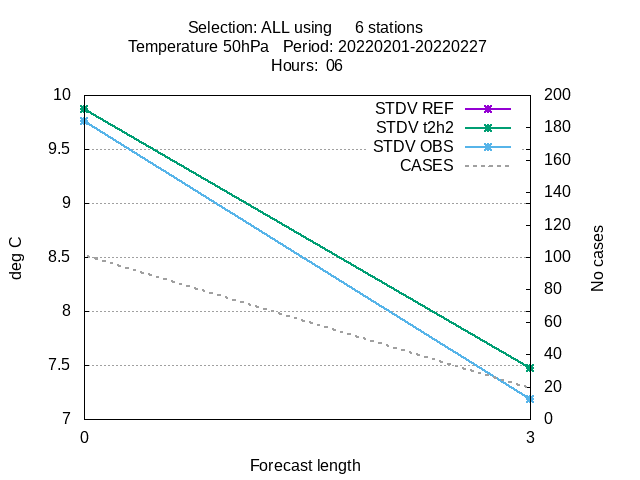 Selection: ALL using 6 stations
Temperature 50hPa Period: 20220201-20220227
Hours: 06
STDV REF
STDV t2h2
STDV OBS
CASES
deg C
10
9.5
9
8.5
8
7.5
7
200
180
160
140
120
100
80
60
40
20
0
No cases
0 3
Forecast length